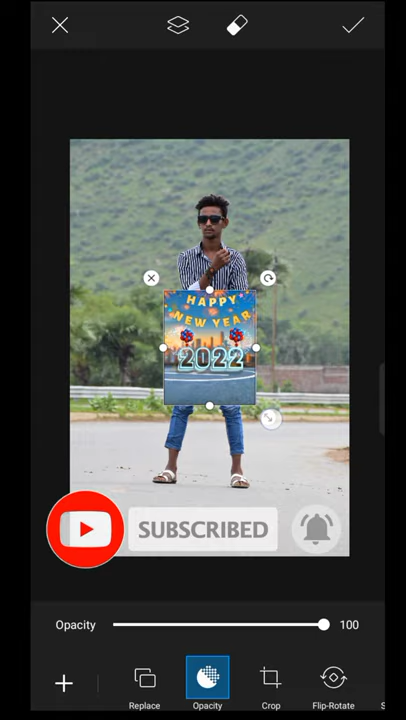 HAPPY
NEW YEAR
2022
SUBSCRIBED
Opacity
100
Replace
Opacity
Crop
Flip-Rotate
S